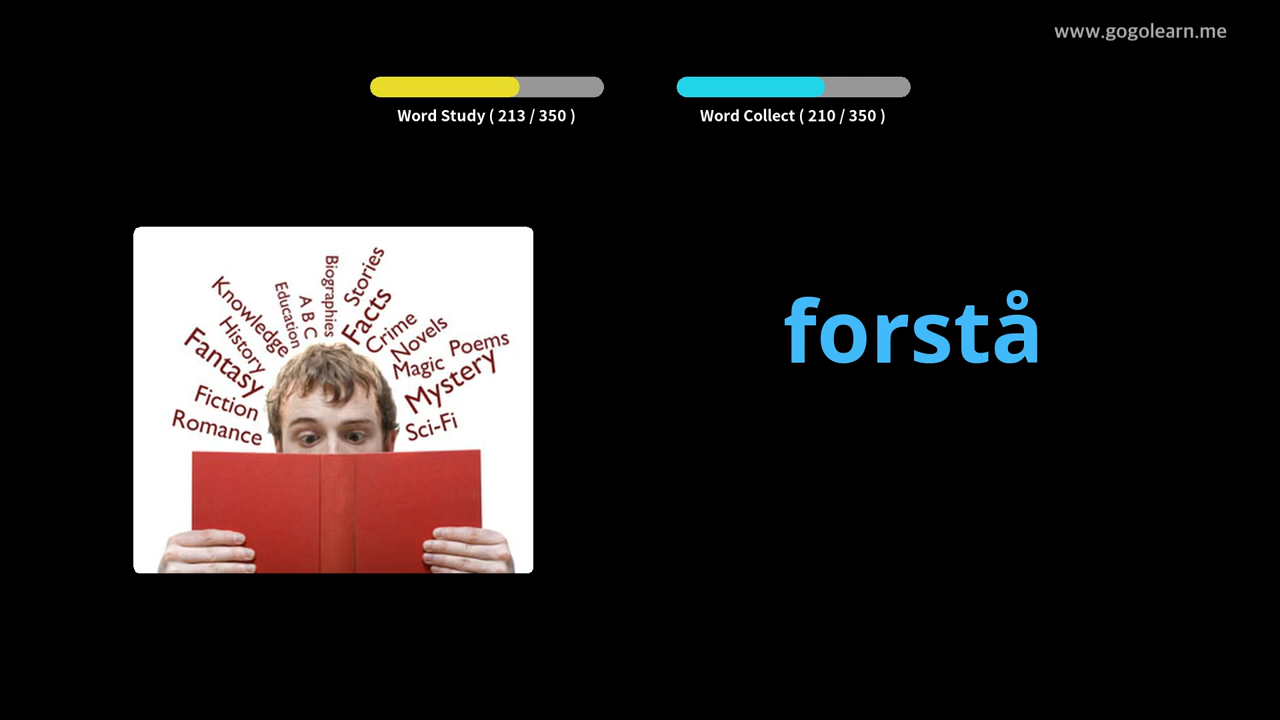 www.gogolearn.me
Word Study ( 213 / 350 )
Word Collect ( 210 / 350 )
Biographies
Stories
Knowledge
Education
A B C
Facts
History
Crime
Novels
Fantasy
Magic
Poems
Fiction
Mystery
Romance
Sci-Fi
forstå